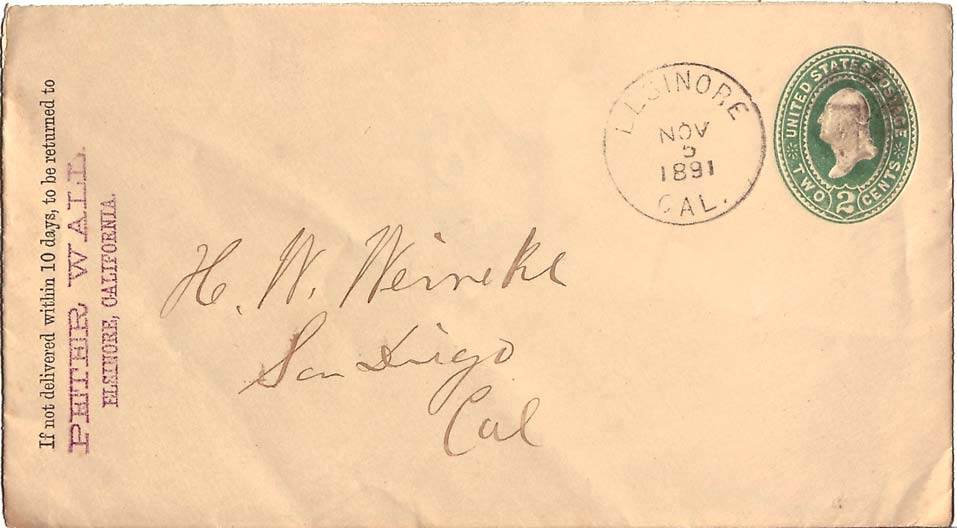 If not delivered within 10 days, to be returned to
PETER WALL.
ELSINORE, CALIFORNIA.
ELSINORE
NOV
5
1891
CAL.
UNITED STATES POSTAGE
TWO 2 CENTS
H. W. Weineke
San Diego
Cal